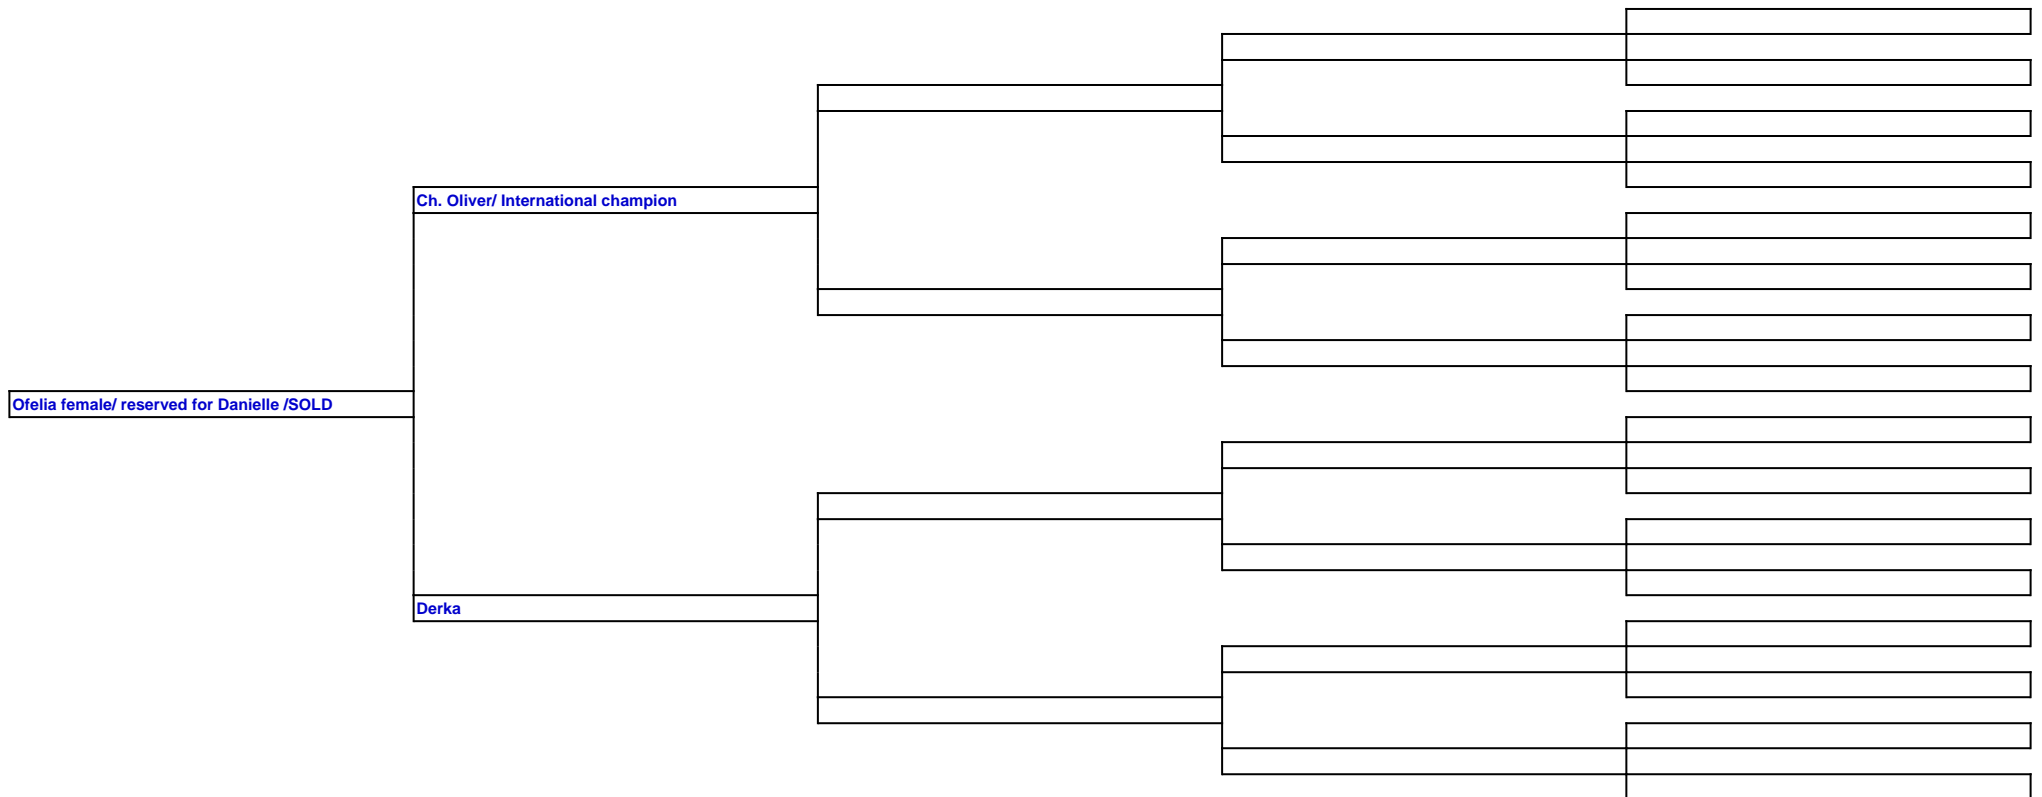 Ch. Oliver/ International champion
Ofelia female/ reserved for Danielle /SOLD
Derka